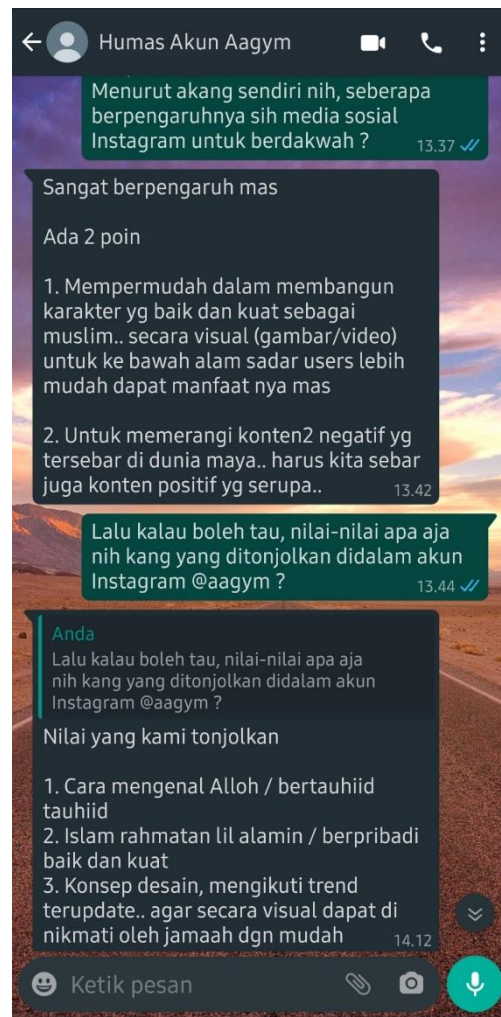 Humas Akun Aagym
Menurut akang sendiri nih, seberapa
berpengaruhnya sih media sosial
Instagram untuk berdakwah ?
13.37
Sangat berpengaruh mas
Ada 2 poin
1. Mempermudah dalam membangun
karakter yg baik dan kuat sebagai
muslim.. secara visual (gambar/video)
untuk ke bawah alam sadar users lebih
mudah dapat manfaat nya mas
2. Untuk memerangi konten2 negatif yg
tersebar di dunia maya.. harus kita sebar
juga konten positif yg serupa..
13.42
Lalu kalau boleh tau, nilai-nilai apa aja
nih kang yang ditonjolkan didalam akun
Instagram @aagym ?
13.44
Anda
Lalu kalau boleh tau, nilai-nilai apa aja
nih kang yang ditonjolkan didalam akun
Instagram @aagym ?
Nilai yang kami tonjolkan
1. Cara mengenal Alloh / bertauhiid
tauhiid
2. Islam rahmatan lil alamin / berpribadi
baik dan kuat
3. Konsep desain, mengikuti trend
terupdate.. agar secara visual dapat di
nikmati oleh jamaah dgn mudah
14.12
Ketik pesan